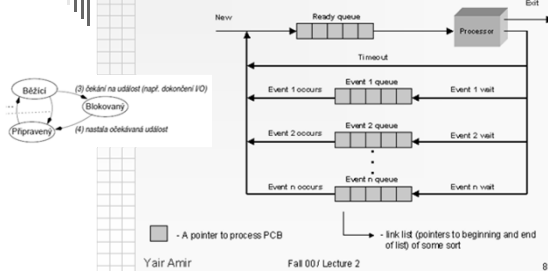 New
Ready queue
Exit
Processor
Timeout
Event 1 queue
Event 1 occurs
Event 1 wait
Event 2 queue
Event 2 occurs
Event 2 wait
Event n queue
Event n occurs
Event n wait
Běžící
(3) čekání na událost (např. dokončení I/O)
Blokovaný
Připravený
(4) nastala očekávaná událost
- A pointer to process PCB
- link list (pointers to beginning and end
of list) of some sort
Yair Amir
Fall 00 / Lecture 2
8